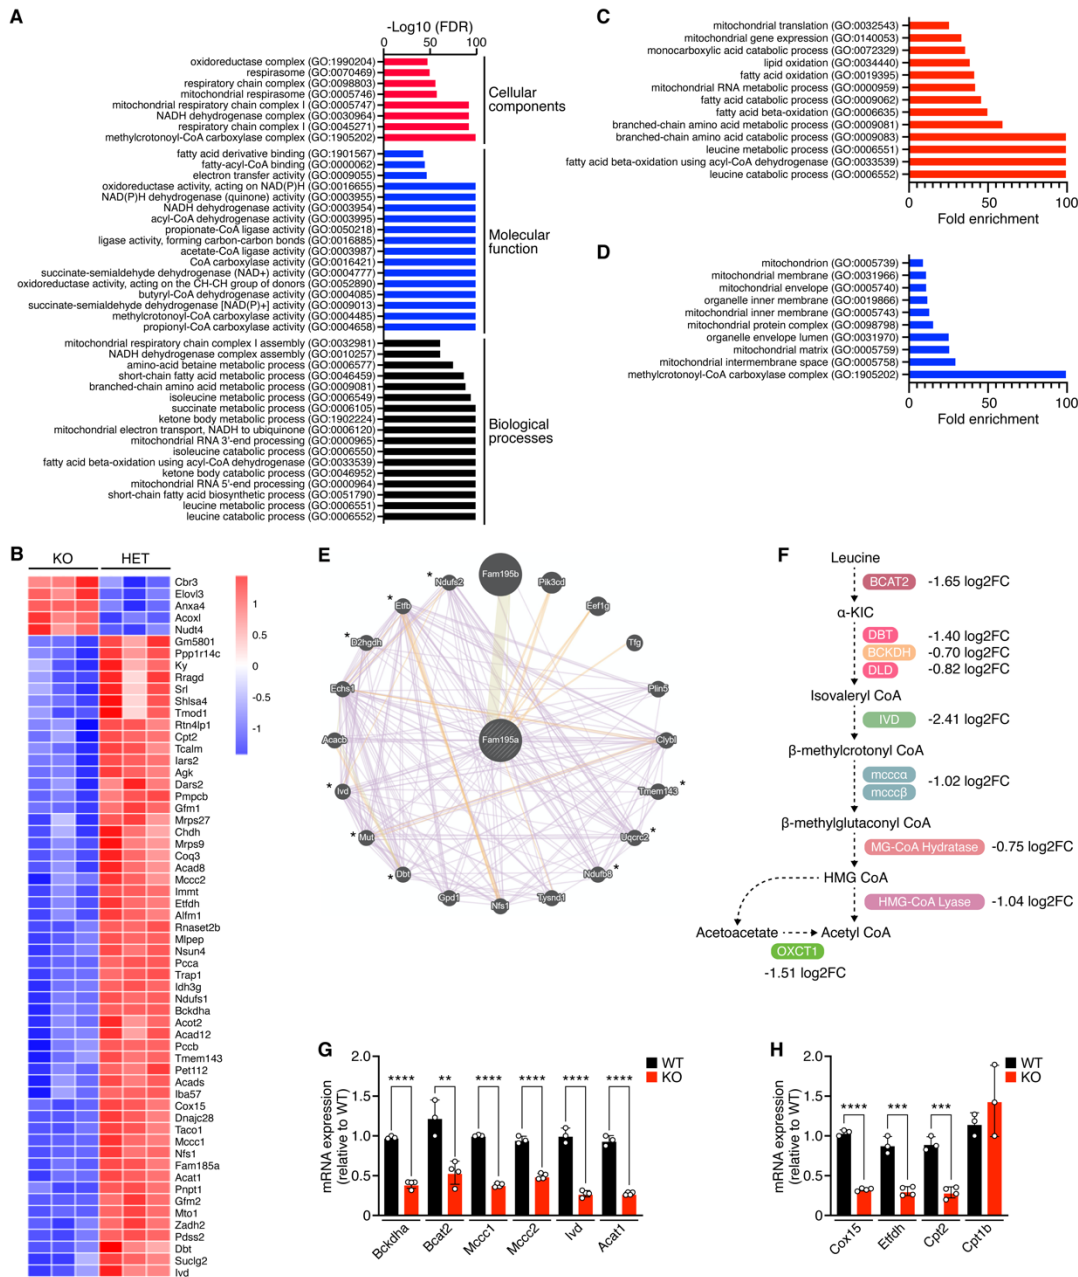 A
-Log10 (FDR)
0 50 100
oxidoreductase complex (GO:1990204)
respirasome (GO:0070469)
respiratory chain complex (GO:0098803)
mitochondrial respirasome (GO:0005746)
mitochondrial respiratory chain complex I (GO:0005747)
NADH dehydrogenase complex (GO:0030964)
respiratory chain complex I (GO:0045271)
methylcrotonyl-CoA carboxylase complex (GO:1905202)
Cellular
components
fatty acid derivative binding (GO:1901567)
fatty-acyl-CoA binding (GO:0000062)
electron transfer activity (GO:0009055)
oxidoreductase activity, acting on NAD(P)H (GO:0016655)
NAD(P)H dehydrogenase (quinone) activity (GO:0003955)
NADH dehydrogenase activity (GO:0003954)
acyl-CoA dehydrogenase activity (GO:0003995)
propionate-CoA ligase activity (GO:0050218)
ligase activity, forming carbon-carbon bonds (GO:0016885)
acetate-CoA ligase activity (GO:0003987)
CoA carboxylase activity (GO:0016421)
succinate-semialdehyde dehydrogenase (NAD+) activity (GO:0004777)
oxidoreductase activity, acting on the CH-CH group of donors (GO:0052890)
butyryl-CoA dehydrogenase activity (GO:0004085)
succinate-semialdehyde dehydrogenase [NAD(P)+] activity (GO:0009013)
methylcrotonoyl-CoA carboxylase activity (GO:0004485)
propionyl-CoA carboxylase activity (GO:0004658)
Molecular
function
mitochondrial respiratory chain complex I assembly (GO:0032981)
NADH dehydrogenase complex assembly (GO:0010257)
amino-acid betaine metabolic process (GO:0006577)
short-chain fatty acid metabolic process (GO:0046459)
branched-chain amino acid metabolic process (GO:0009081)
isoleucine metabolic process (GO:0006549)
succinate metabolic process (GO:0006105)
ketone body metabolic process (GO:1902224)
mitochondrial electron transport, NADH to ubiquinone (GO:0006120)
mitochondrial RNA 3'-end processing (GO:0000965)
isoleucine catabolic process (GO:0006550)
fatty acid beta-oxidation using acyl-CoA dehydrogenase (GO:0033539)
ketone body catabolic process (GO:0046952)
mitochondrial RNA 5'-end processing (GO:0000964)
short-chain fatty acid biosynthetic process (GO:0051790)
leucine metabolic process (GO:0006551)
leucine catabolic process (GO:0006552)
Biological
processes
C
mitochondrial translation (GO:0032543)
mitochondrial gene expression (GO:0140053)
monocarboxylic acid catabolic process (GO:0072329)
lipid oxidation (GO:0034440)
fatty acid oxidation (GO:0019395)
mitochondrial RNA metabolic process (GO:0000959)
fatty acid catabolic process (GO:0009062)
fatty acid beta-oxidation (GO:0006635)
branched-chain amino acid metabolic process (GO:0009081)
branched-chain amino acid catabolic process (GO:0009083)
leucine metabolic process (GO:0006551)
fatty acid beta-oxidation using acyl-CoA dehydrogenase (GO:0033539)
leucine catabolic process (GO:0006552)
0 50 100
Fold enrichment
D
mitochondrion (GO:0005739)
mitochondrial membrane (GO:0031966)
mitochondrial envelope (GO:0005740)
organelle inner membrane (GO:0019866)
mitochondrial inner membrane (GO:0005743)
mitochondrial protein complex (GO:0098798)
organelle envelope lumen (GO:0031970)
mitochondrial matrix (GO:0005759)
mitochondrial intermembrane space (GO:0005758)
methylcrotonoyl-CoA carboxylase complex (GO:1905202)
0 50 100
Fold enrichment
B
KO HET
Cbr3
Elovl3
Anxa4
Acoxl
Nudt4
Gm5801
Ppp1r14c
Ky
Rragd
Srl
Shlsa4
Tmod1
Rtn4lp1
Cpt2
Tcalm
Iars2
Agk
Dars2
Pmpcb
Gfm1
Mrps27
Chdh
Mrps9
Coq3
Acad8
Mccc2
Immt
Etfdh
Alfm1
Rnaset2b
Mlpep
Nsun4
Pcca
Trap1
Idh3g
Ndufs1
Bckdha
Acot2
Acad12
Pccb
Tmem143
Pet112
Acads
Iba57
Cox15
Dnajc28
Taco1
Mccc1
Nfs1
Fam185a
Acat1
Pnpt1
Gfm2
Mto1
Zadh2
Pdss2
Dbt
Suclg2
Ivd
1
0.5
0
-0.5
-1
E
Fam195b
Pik3cd
Eef1g
Tfg
Plin5
Clybl
Tmem143 *
Uqcrc2 *
Ndufb8 *
Tysnd1
Nfs1
Gpd1
* Dbt
* Mut
* Ivd
Acacb
Echs1
* D2hgdh
* Etfb
* Ndufs2
Fam195a
F
Leucine
BCAT2 -1.65 log2FC
α-KIC
DBT -1.40 log2FC
BCKDH -0.70 log2FC
DLD -0.82 log2FC
Isovaleryl CoA
IVD -2.41 log2FC
β-methylcrotonyl CoA
mcccα
mcccβ
-1.02 log2FC
β-methylglutaconyl CoA
MG-CoA Hydratase -0.75 log2FC
HMG CoA
HMG-CoA Lyase -1.04 log2FC
Acetoacetate Acetyl CoA
OXCT1
-1.51 log2FC
G
mRNA expression
(relative to WT)
2.0
1.5
1.0
0.5
0
**** ** **** **** **** ****
WT
KO
Bckdha Bcat2 Mccc1 Mccc2 Ivd Acat1
H
mRNA expression
(relative to WT)
2.0
1.5
1.0
0.5
0
**** *** ***
WT
KO
Cox15 Etfdh Cpt2 Cpt1b